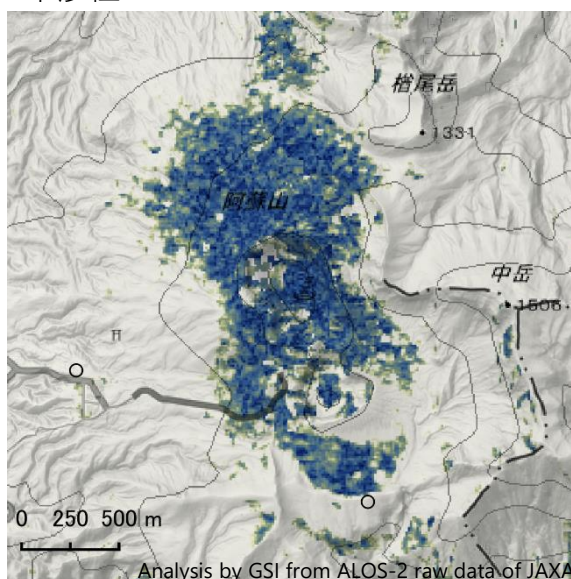 楢尾岳
1331
阿蘇山
中岳
1506
0 250 500 m
Analysis by GSI from ALOS-2 raw data of JAXA